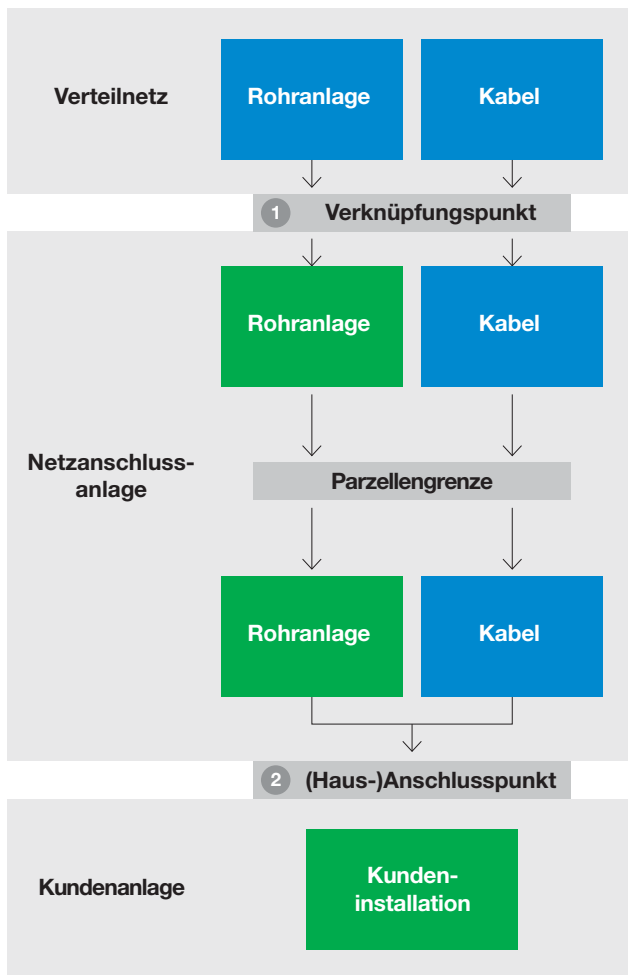 Verteilnetz
Rohranlage
Kabel
1 Verknüpfungspunkt
Rohranlage
Kabel
Netzanschluss-
anlage
Parzellengrenze
Rohranlage
Kabel
2 (Haus-)Anschlusspunkt
Kundenanlage
Kunden-
installation